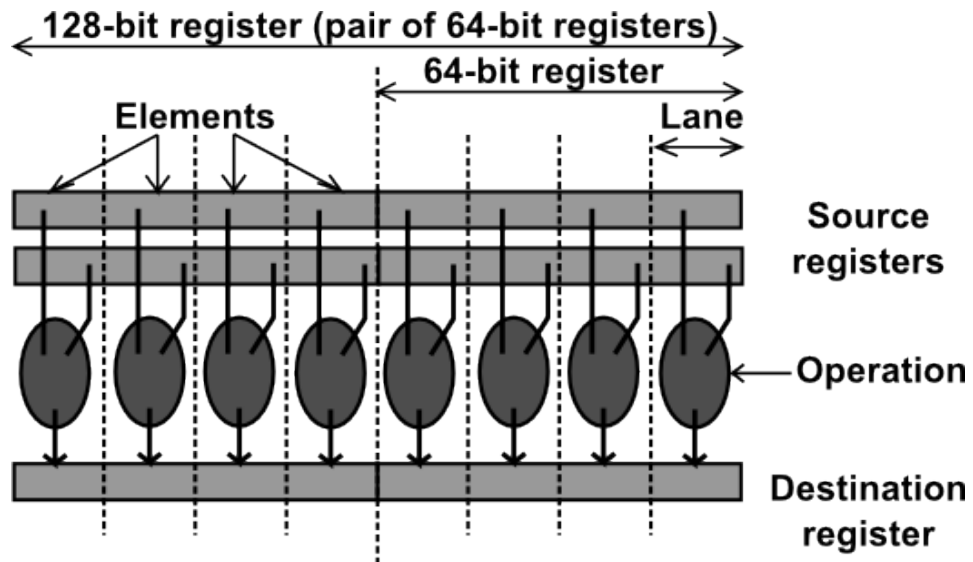 128-bit register (pair of 64-bit registers)
64-bit register
Elements
Lane
Source
registers
Operation
Destination
register